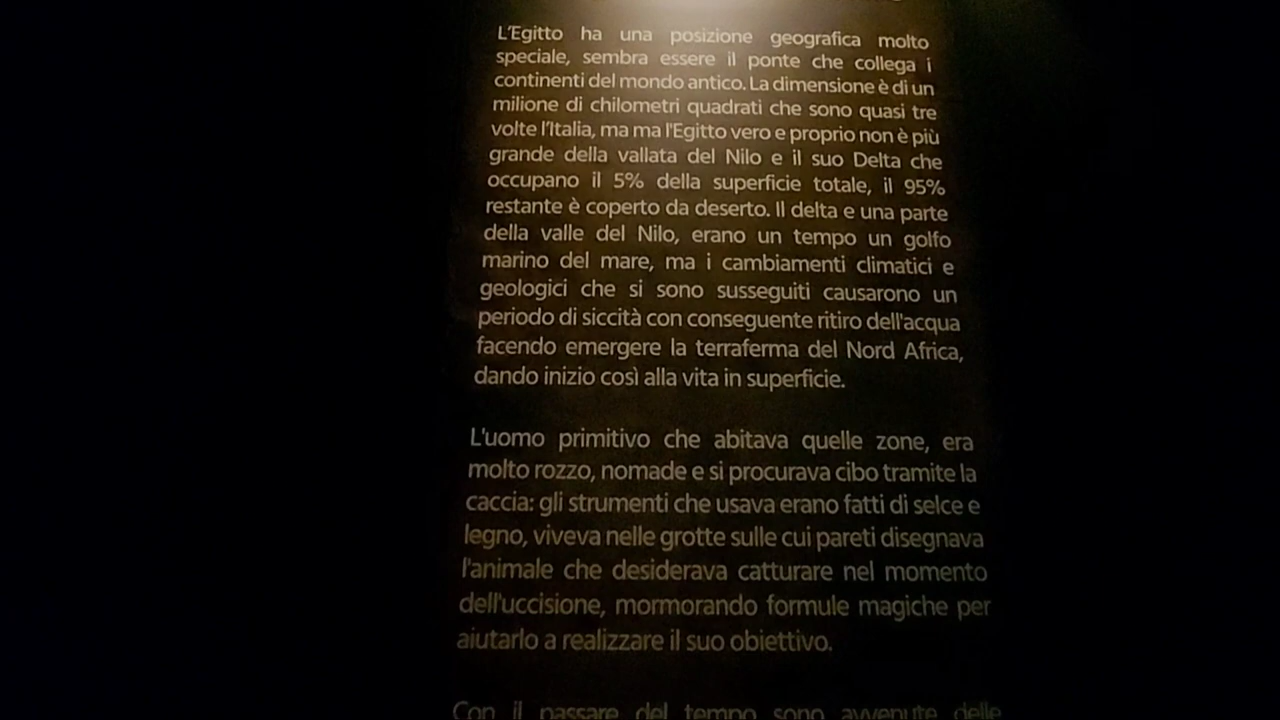 L'Egitto ha una posizione geografica molto
speciale, sembra essere il ponte che collega i
continenti del mondo antico. La dimensione è di un
milione di chilometri quadrati che sono quasi tre
volte l'Italia, ma ma l'Egitto vero e proprio non è più
grande della vallata del Nilo e il suo Delta che
occupano il 5% della superficie totale, il 95%
restante è coperto da deserto. Il delta e una parte
della valle del Nilo, erano un tempo un golfo
marino del mare, ma i cambiamenti climatici e
geologici che si sono susseguiti causarono un
periodo di siccità con conseguente ritiro dell'acqua
facendo emergere la terraferma del Nord Africa,
dando inizio così alla vita in superficie.
L'uomo primitivo che abitava quelle zone, era
molto rozzo, nomade e si procurava cibo tramite la
caccia: gli strumenti che usava erano fatti di selce e
legno, viveva nelle grotte sulle cui pareti disegnava
l'animale che desiderava catturare nel momento
dell'uccisione, mormorando formule magiche per
aiutarlo a realizzare il suo obiettivo.
Con il passare del tempo sono avvenute delle